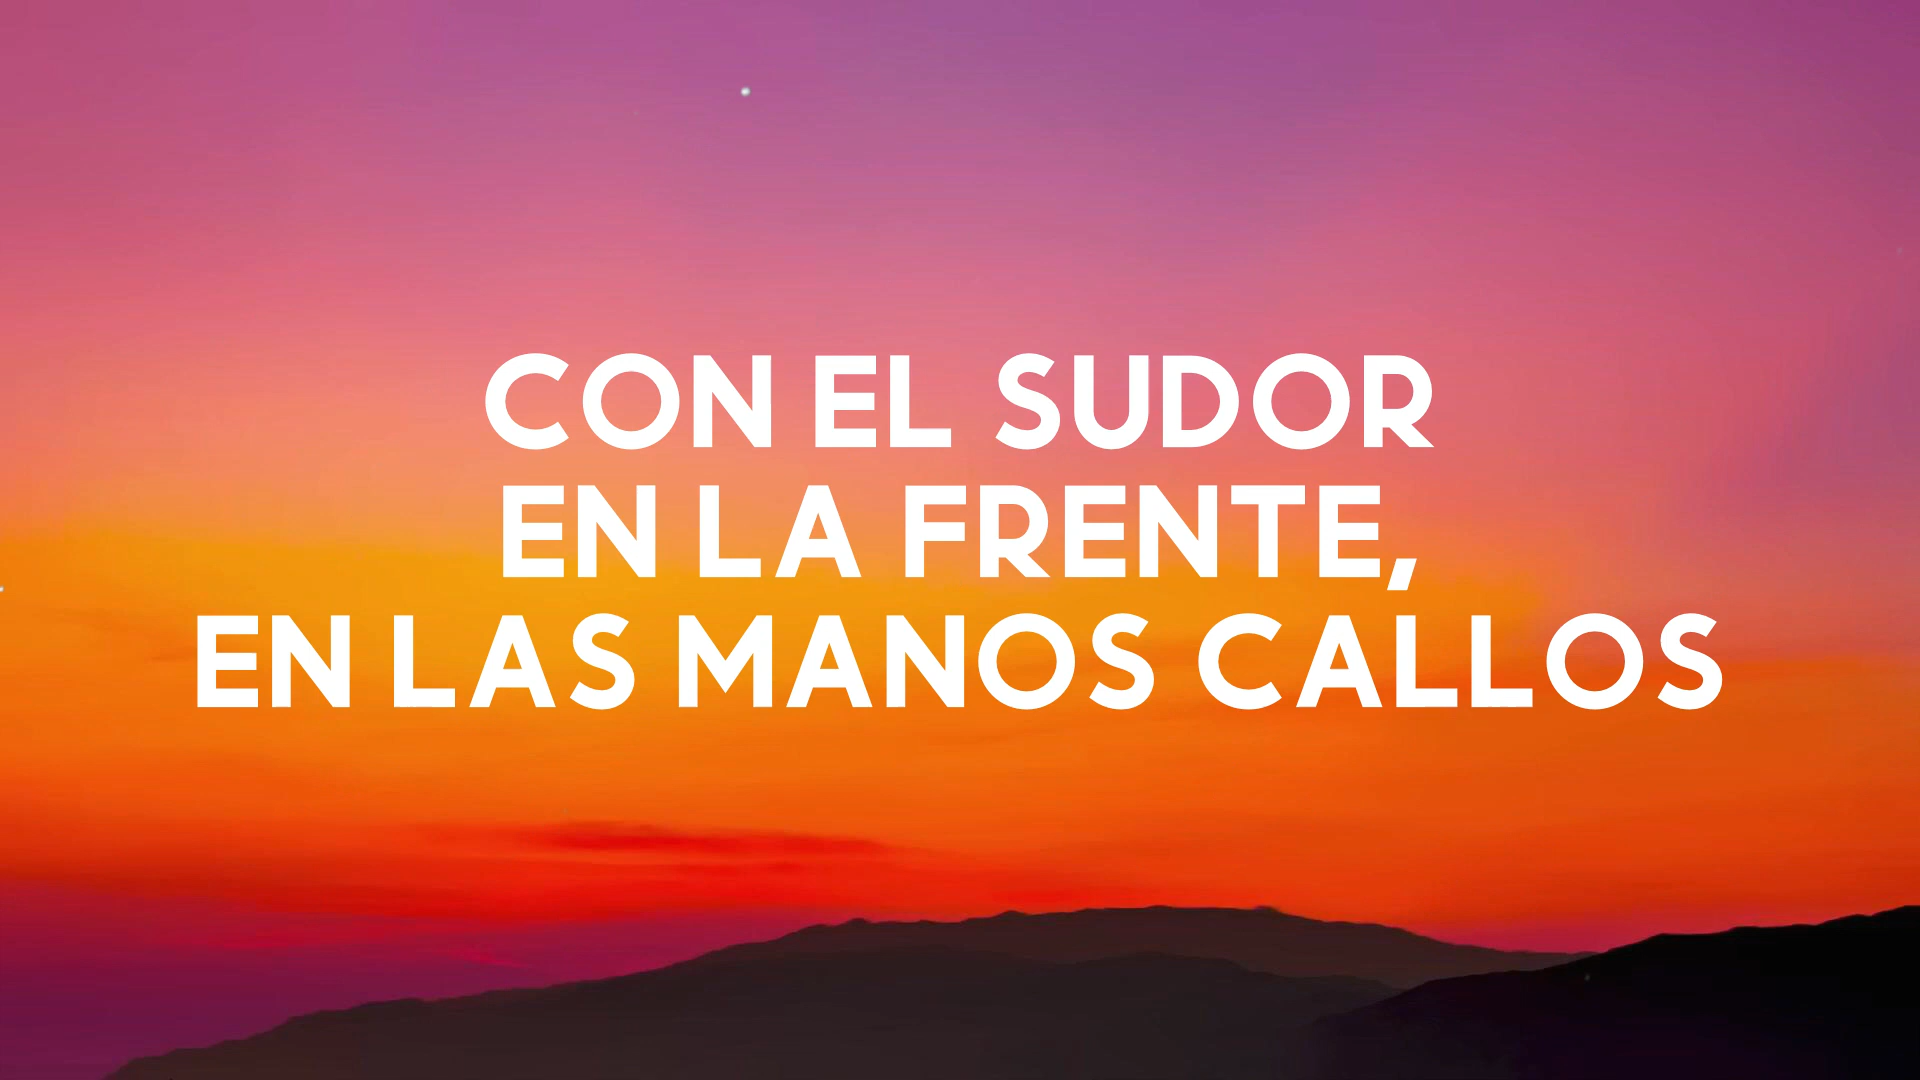 CON EL SUDOR
EN LA FRENTE,
EN LAS MANOS CALLOS